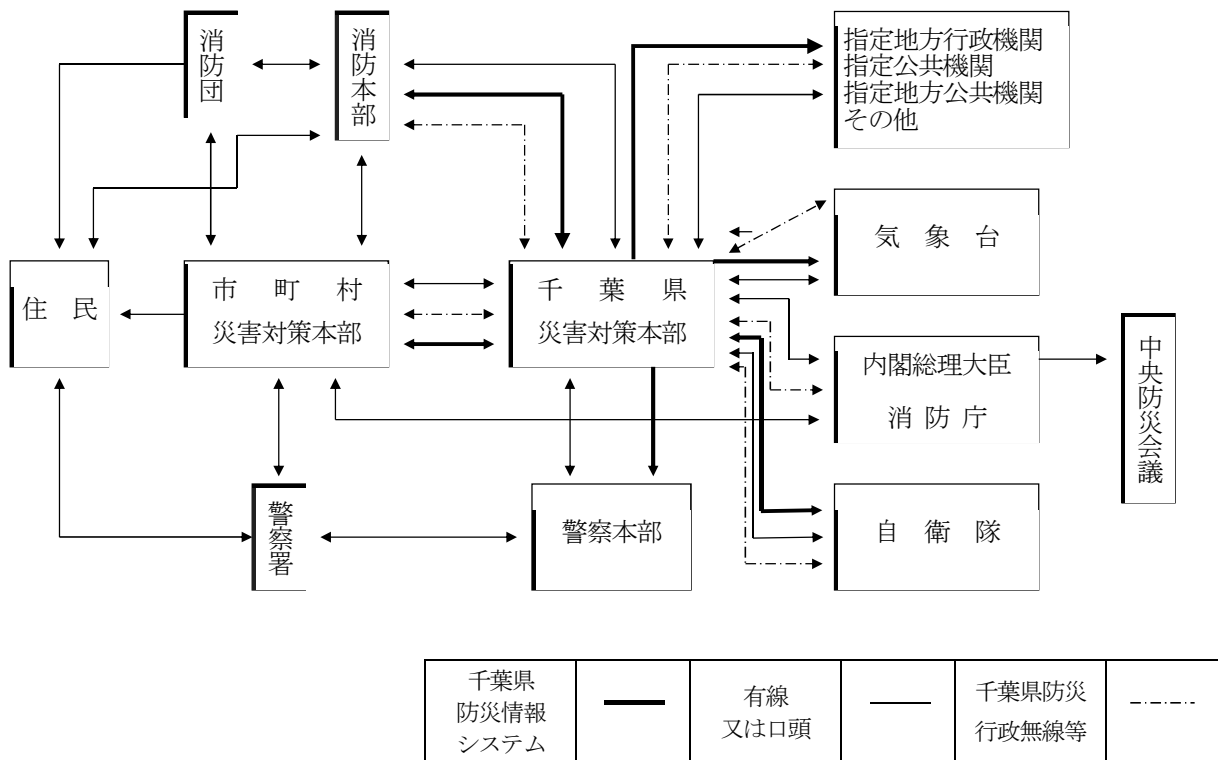 消防団
消防本部
指定地方行政機関
指定公共機関
指定地方公共機関
その他
気象台
住民
市町村
災害対策本部
千葉県
災害対策本部
内閣総理大臣
消防庁
中央防災会議
警察署
警察本部
自衛隊
千葉県
防災情報
システム
有線
又は口頭
千葉県防災
行政無線等